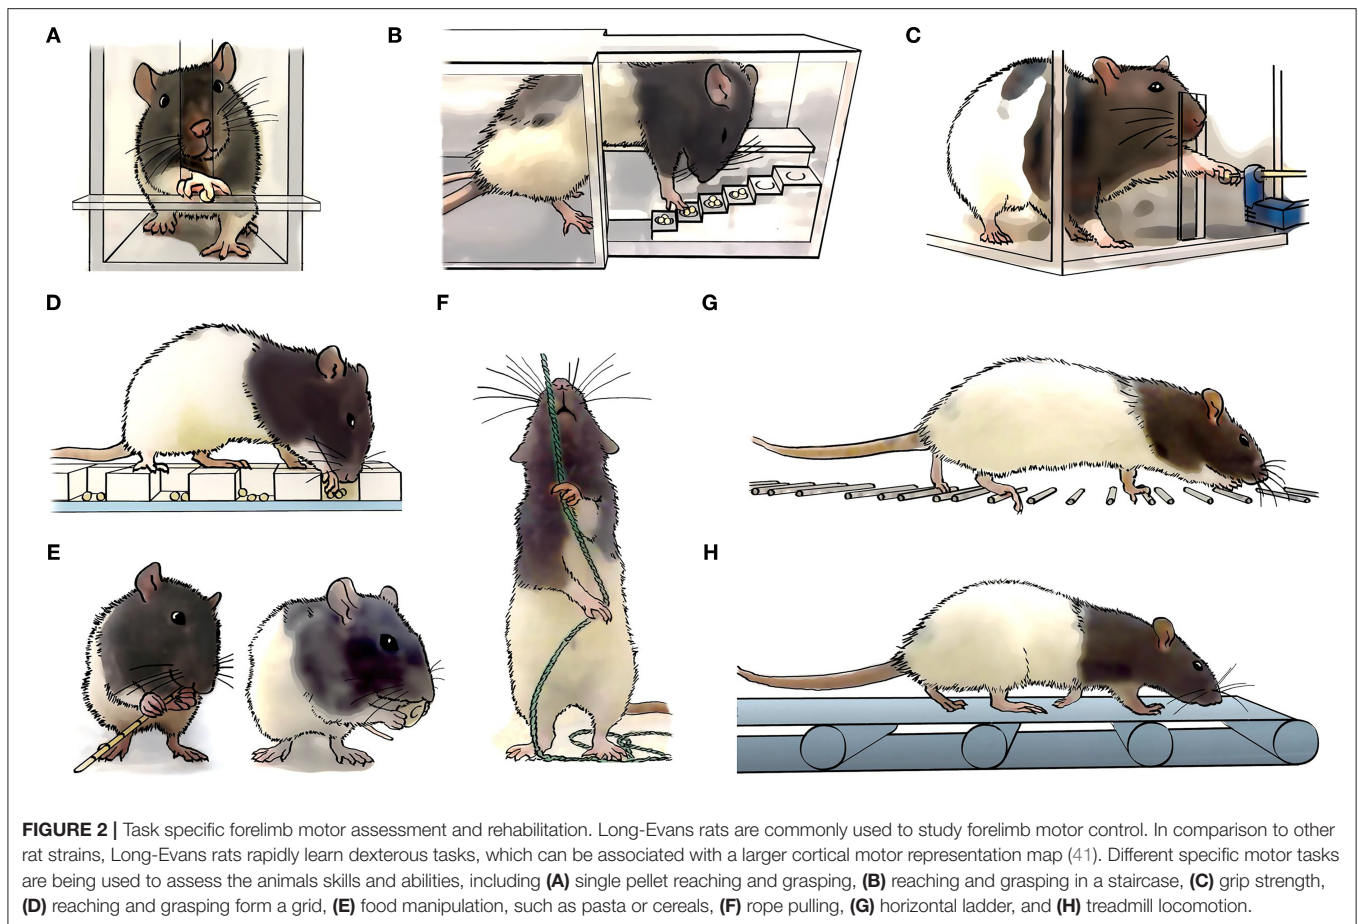 A
B
C
D
F
G
E
H
FIGURE 2 | Task specific forelimb motor assessment and rehabilitation. Long-Evans rats are commonly used to study forelimb motor control. In comparison to other
rat strains, Long-Evans rats rapidly learn dexterous tasks, which can be associated with a larger cortical motor representation map (41). Different specific motor tasks
are being used to assess the animals skills and abilities, including (A) single pellet reaching and grasping, (B) reaching and grasping in a staircase, (C) grip strength,
(D) reaching and grasping form a grid, (E) food manipulation, such as pasta or cereals, (F) rope pulling, (G) horizontal ladder, and (H) treadmill locomotion.